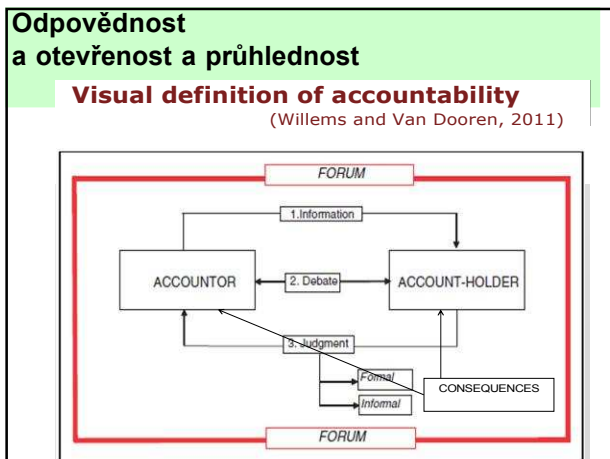 Odpovědnost
a otevřenost a průhlednost
Visual definition of accountability
(Willems and Van Dooren, 2011)
FORUM
1.Information
ACCOUNTOR
2. Debate
ACCOUNT-HOLDER
3. Judgment
Formal
Informal
CONSEQUENCES
FORUM